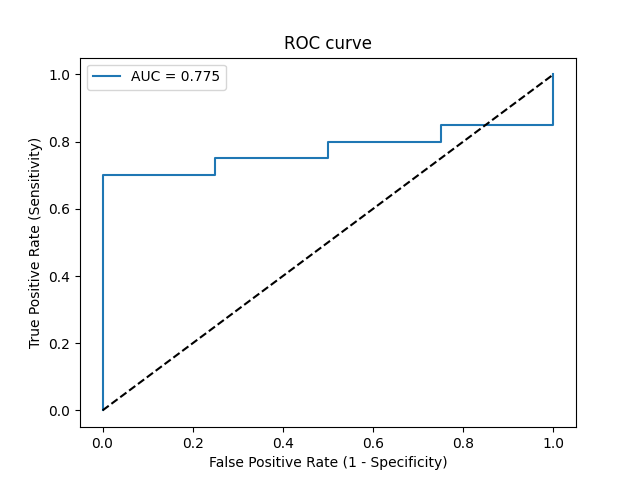 ROC curve
AUC = 0.775
True Positive Rate (Sensitivity)
1.0
0.8
0.6
0.4
0.2
0.0
0.0 0.2 0.4 0.6 0.8 1.0
False Positive Rate (1 - Specificity)